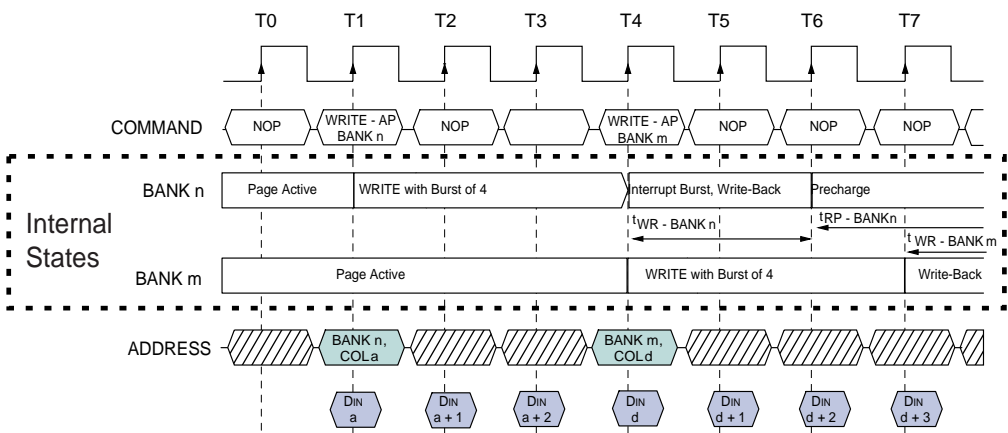 T0 T1 T2 T3 T4 T5 T6 T7
COMMAND
NOP
WRITE - AP
BANK n
NOP
WRITE - AP
BANK m
NOP
NOP
NOP
Internal
States
BANK n
Page Active
WRITE with Burst of 4
Interrupt Burst, Write-Back
Precharge
tWR - BANK n
tRP - BANK n
tWR - BANK m
BANK m
Page Active
WRITE with Burst of 4
Write-Back
ADDRESS
BANK n,
COL a
BANK m,
COL d
DIN
a
DIN
a + 1
DIN
a + 2
DIN
d
DIN
d + 1
DIN
d + 2
DIN
d + 3